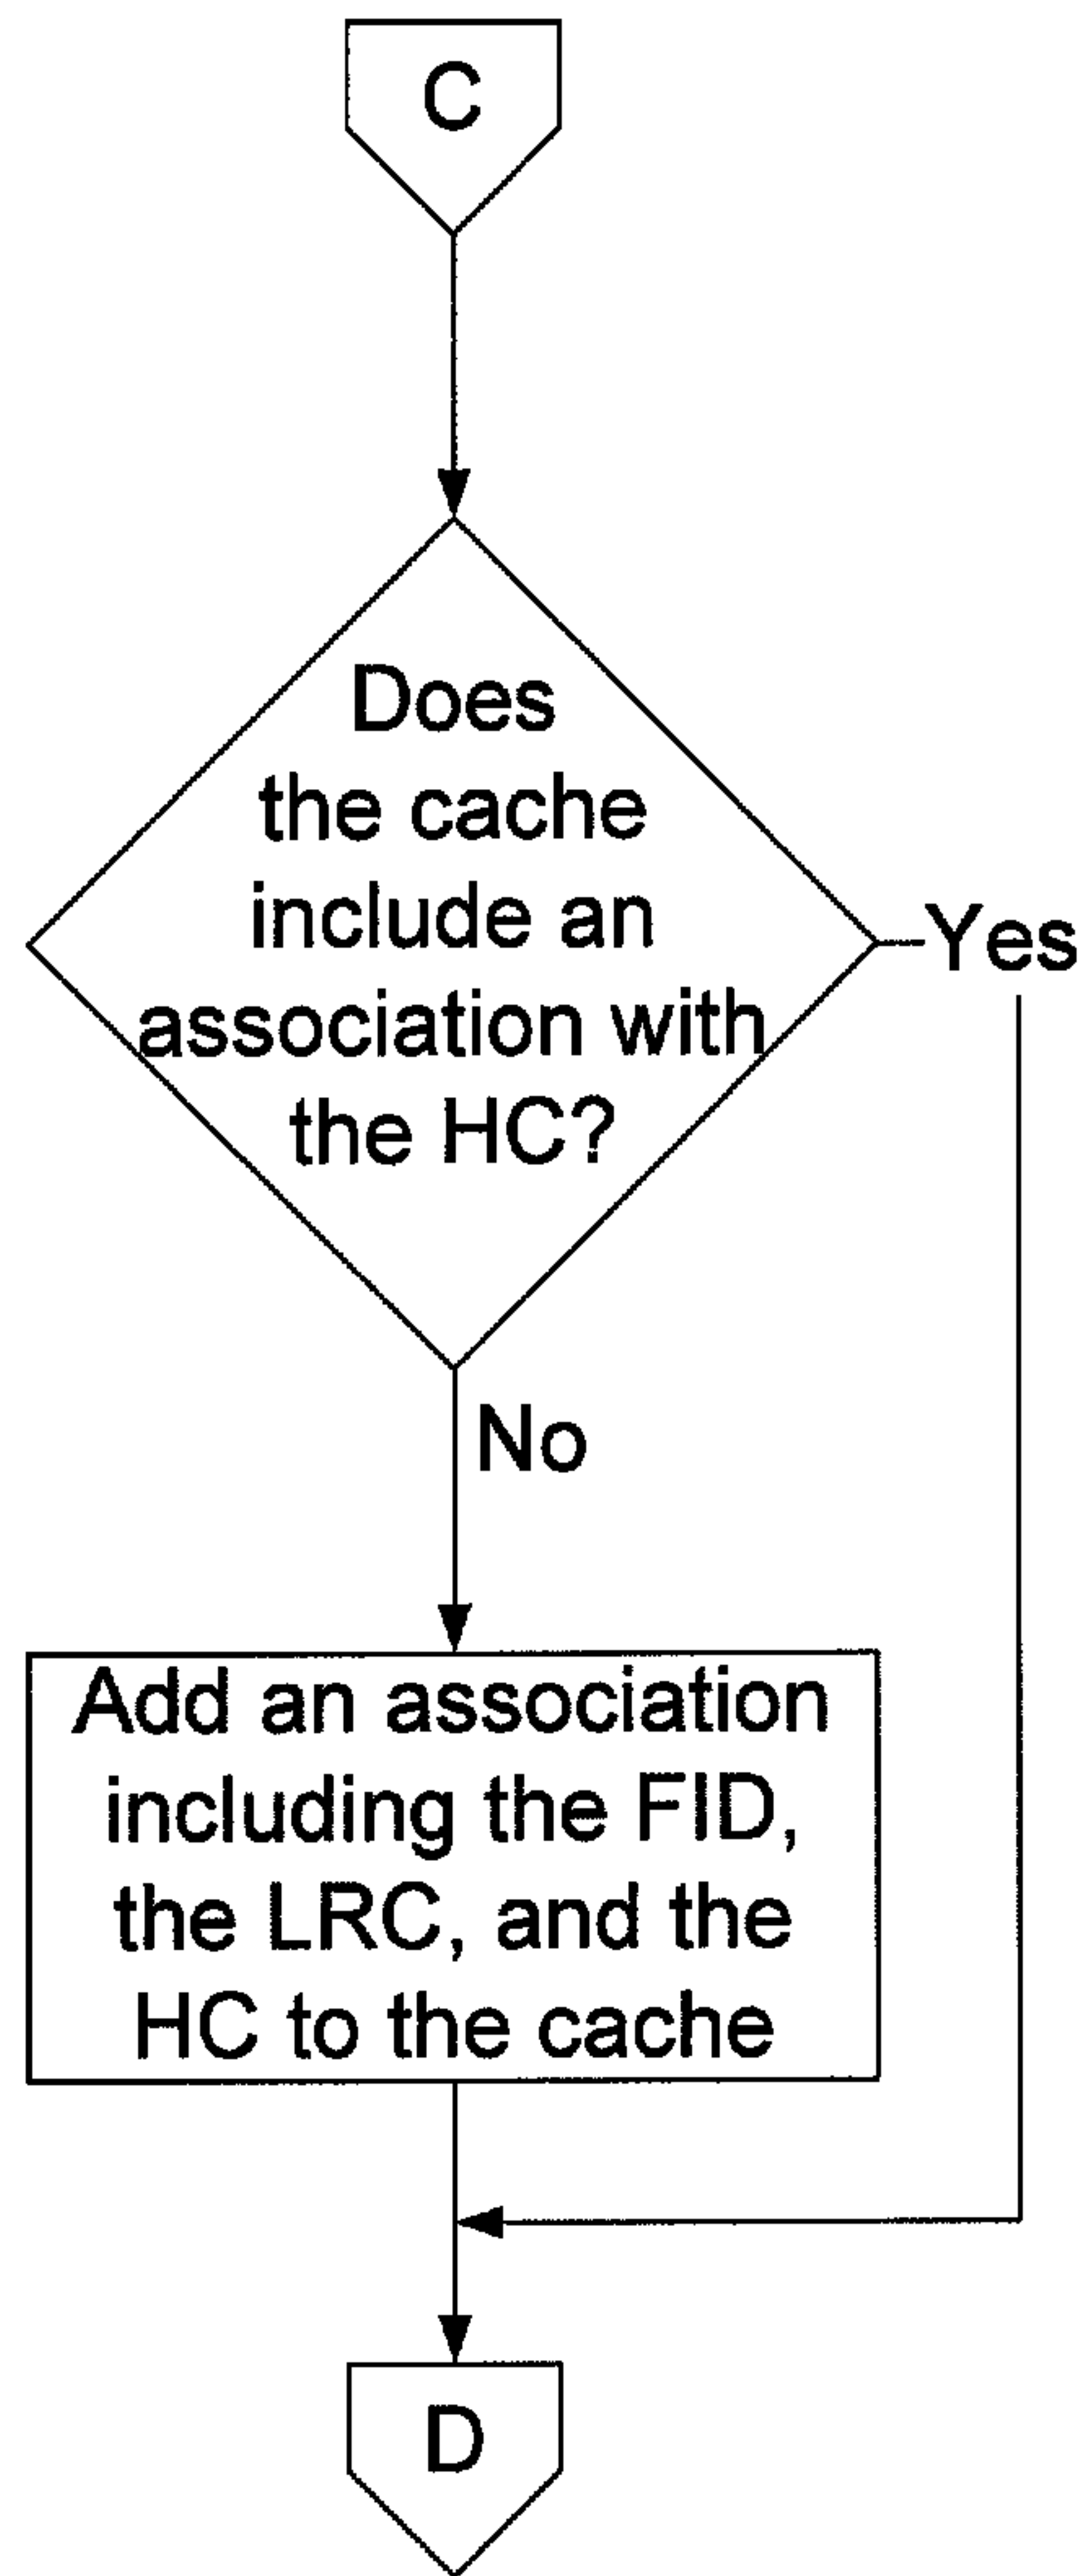 C
Does
the cache
include an
association with
the HC?
Yes
No
Add an association
including the FID,
the LRC, and the
HC to the cache
D